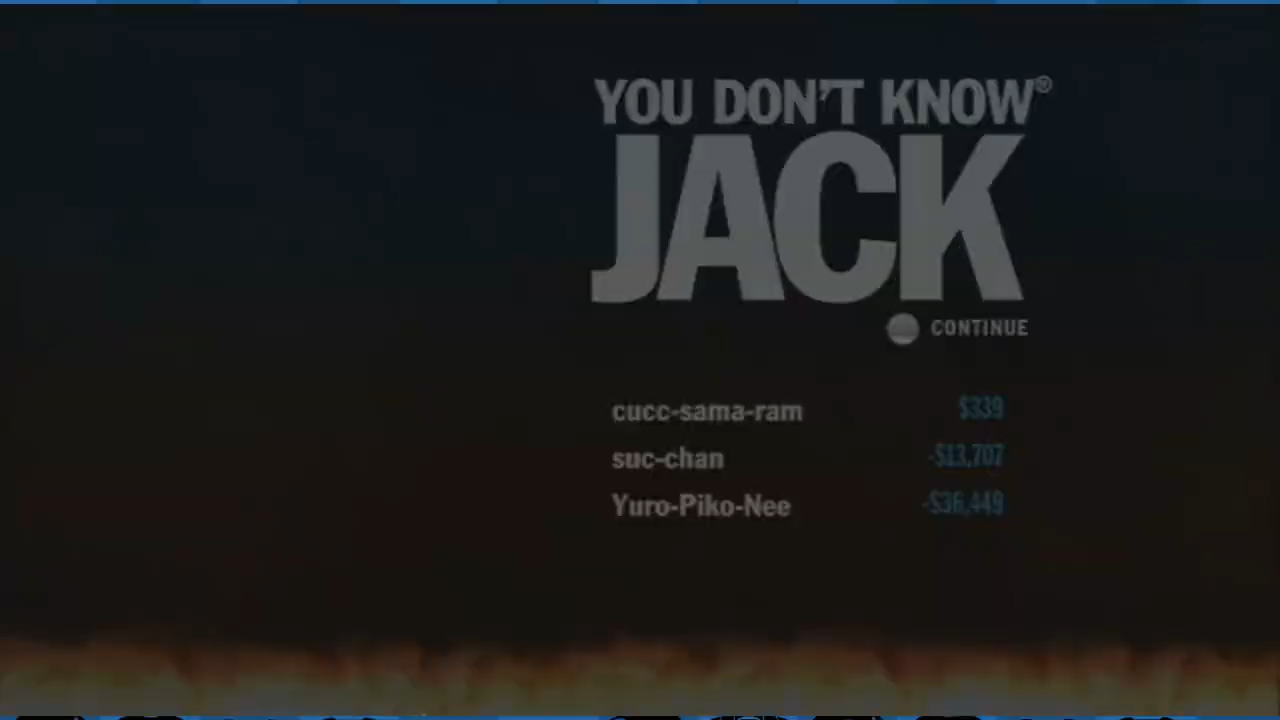 YOU DON'T KNOW®
JACK
CONTINUE
cucc-sama-ram $339
suc-chan -$13,707
Yuro-Piko-Nee -$36,449